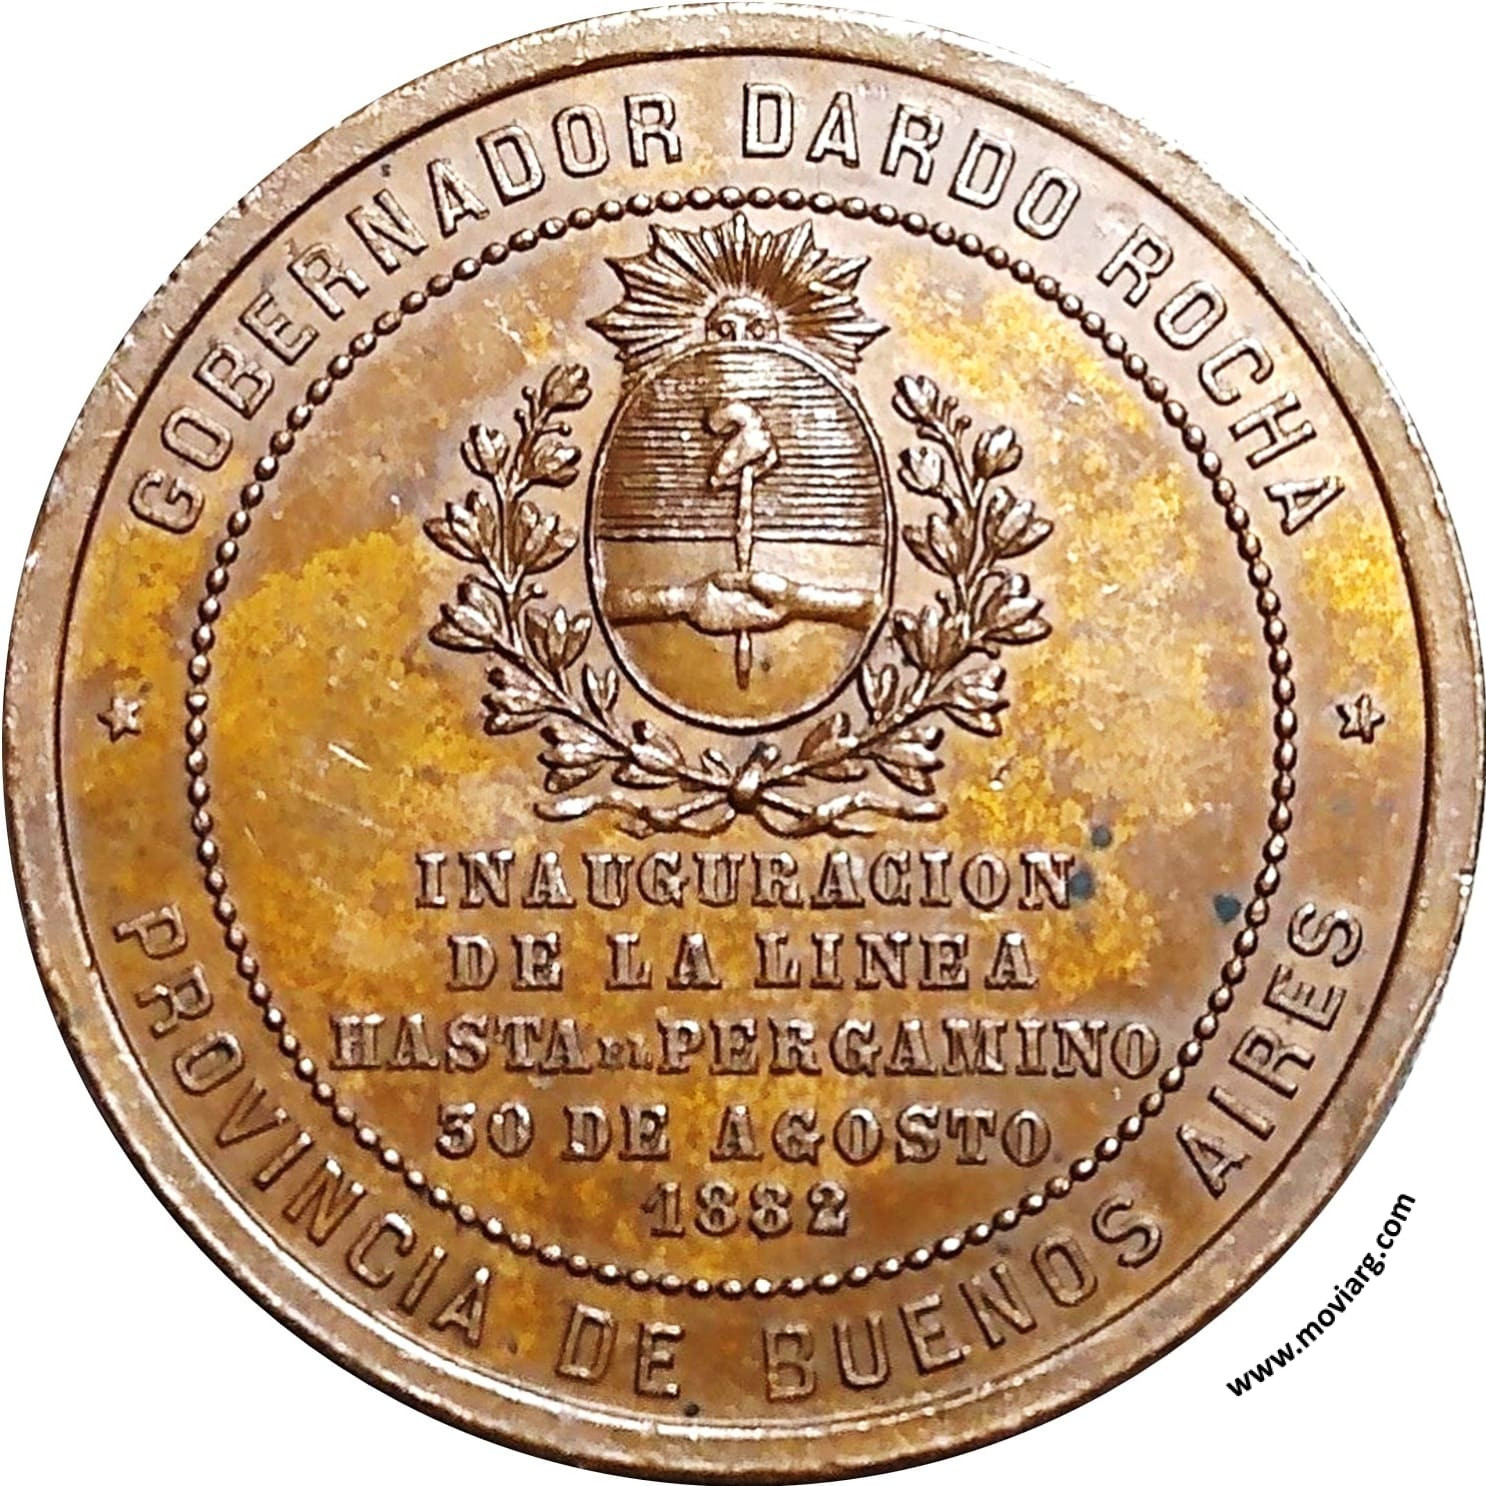 GOBERNADOR DARDO ROCHA
INAUGURACION
DE LA LINEA
HASTA EL PERGAMINO
30 DE AGOSTO
1882
PROVINCIA DE BUENOS AIRES
www.moviarg.com